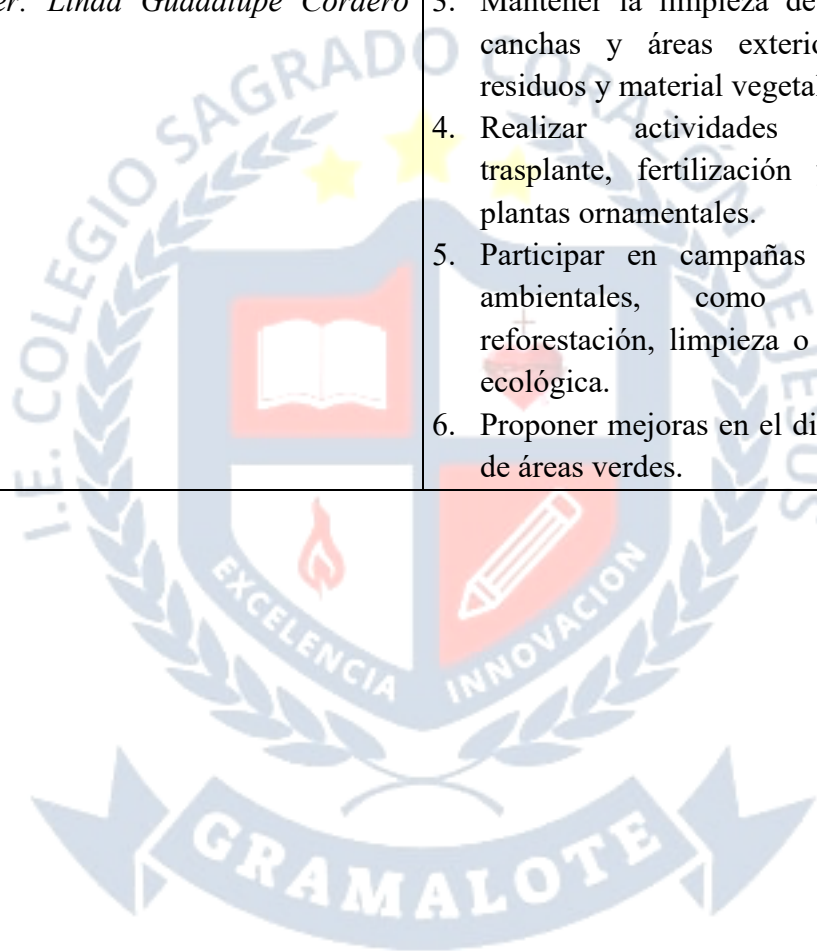 er. Linda Guadalupe Cordero
3. Mantener la limpieza de
canchas y áreas exterio
residuos y material vegetal
4. Realizar actividades
trasplante, fertilización
plantas ornamentales.
5. Participar en campañas
ambientales, como
reforestación, limpieza o
ecológica.
6. Proponer mejoras en el di
de áreas verdes.
I.E. COLEGIO SAGRADO CORAZÓN DE JESUS
EXCELENCIA INNOVACION
GRAMALOTE